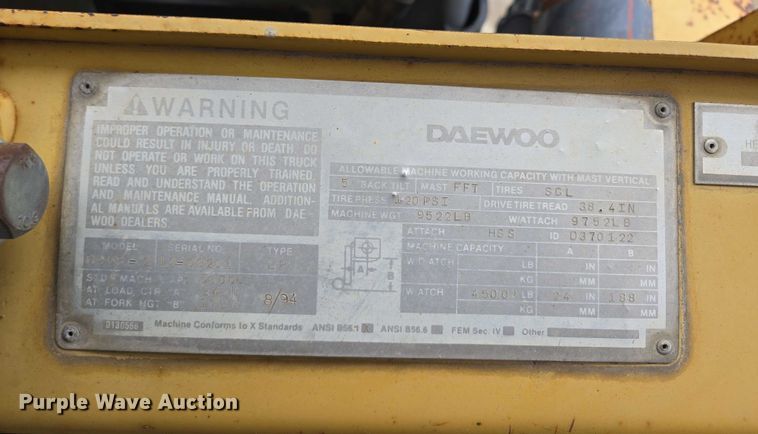 WARNING
IMPROPER OPERATION OR MAINTENANCE
COULD RESULT IN INJURY OR DEATH. DO
NOT OPERATE OR WORK ON THIS TRUCK
UNLESS YOU ARE PROPERLY TRAINED.
READ AND UNDERSTAND THE OPERATION
AND MAINTENANCE MANUAL. ADDITION-
AL MANUALS ARE AVAILABLE FROM DAE-
WOO DEALERS.
MODEL SERIAL NO. TYPE
STD MACH CAP
AT LOAD CTR
AT FORK HGT "B"
8/94
DAEWOO
ALLOWABLE MACHINE WORKING CAPACITY WITH MAST VERTICAL
5 BACK TILT MAST FFT TIRES SCL
TIRE PRESS PSI DRIVE TIRE TREAD 38.4IN
MACHINE WGT 9522LB W/ATTACH 9752LB
ATTACH HSS ID 0370122
MACHINE CAPACITY A B
W/O ATCH LB IN IN
KG MM MM
W ATCH 4500 LB 24 IN 188 IN
KG MM MM
D130556 Machine Conforms to X Standards ANSI B56.1 X ANSI B56.6 FEM Sec. IV Other
Purple Wave Auction